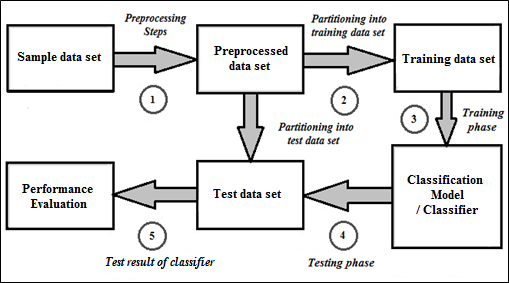 Preprocessing
Steps
Partitioning into
training data set
Sample data set
Preprocessed
data set
Training data set
1
2
3
Training
phase
Partitioning into
test data set
Performance
Evaluation
Test data set
Classification
Model
/ Classifier
5
4
Test result of classifier
Testing phase